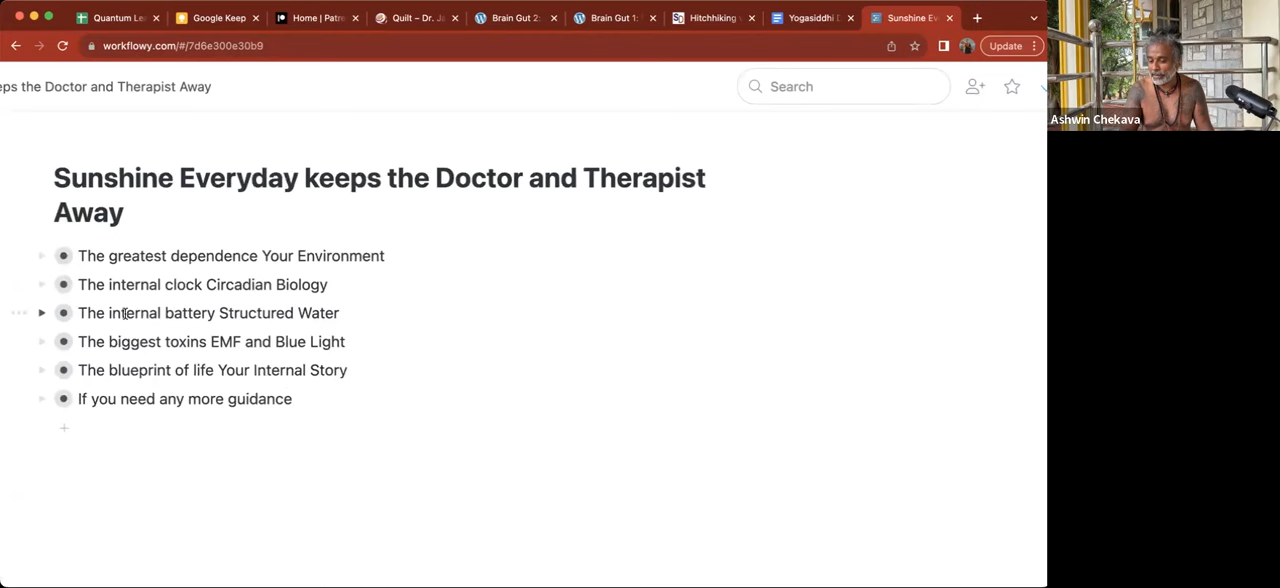 Quantum Le
Google Keep
Home | Patre
Quilt – Dr. Ja
Brain Gut 2:
Brain Gut 1:
Hitchhiking
Yogasiddhi D
Sunshine Ev
workflowy.com/#/7d6e300e30b9
Update
eps the Doctor and Therapist Away
Search
Ashwin Chekava
Sunshine Everyday keeps the Doctor and Therapist
Away
The greatest dependence Your Environment
The internal clock Circadian Biology
The internal battery Structured Water
The biggest toxins EMF and Blue Light
The blueprint of life Your Internal Story
If you need any more guidance